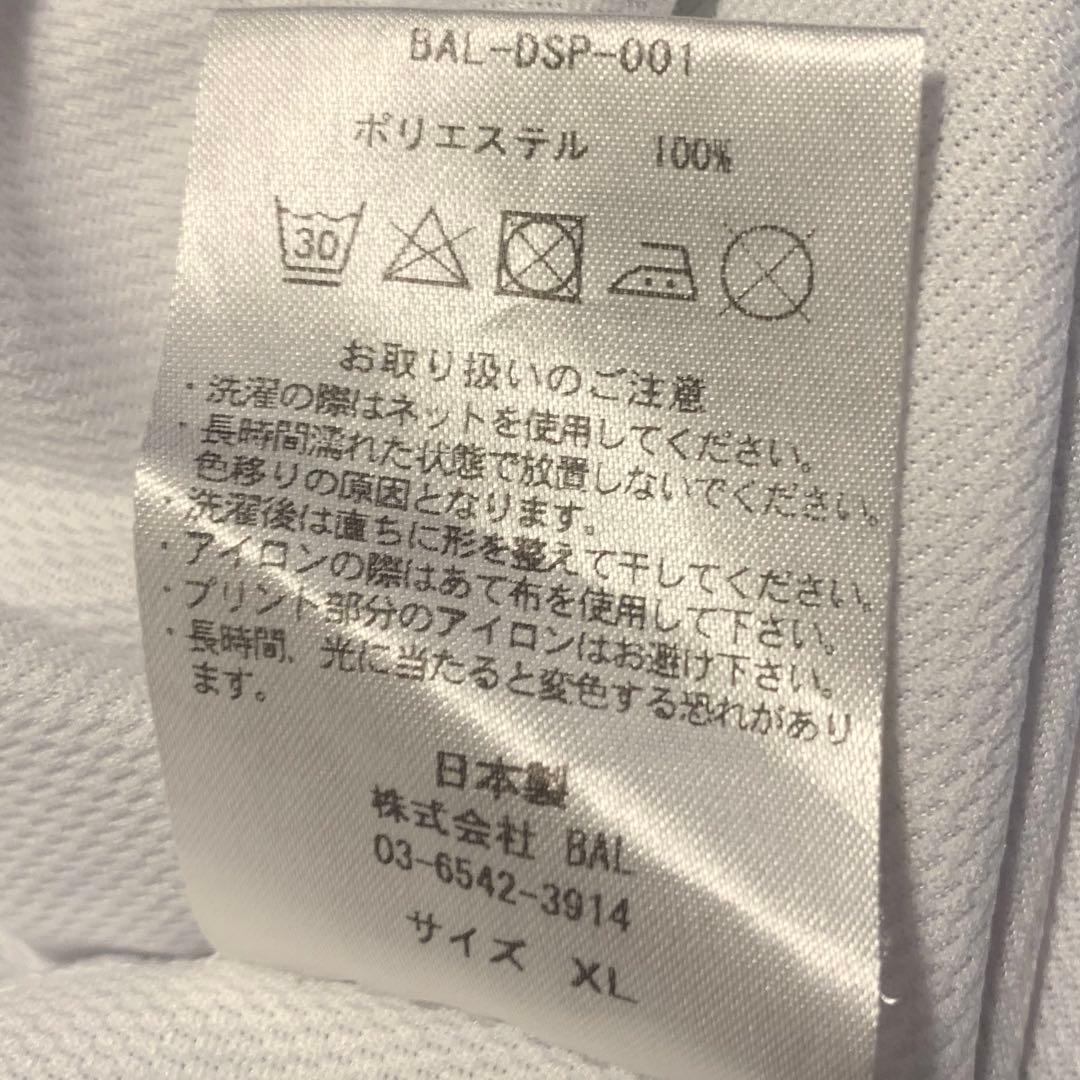 BAL-DSP-001
ポリエステル 100%
30
お取り扱いのご注意
・洗濯の際はネットを使用してください。
・長時間濡れた状態で放置しないでください。
色移りの原因となります。
・洗濯後は直ちに形を整えて干してください。
・アイロンの際はあて布を使用して下さい。
・プリント部分のアイロンはお避け下さい。
・長時間、光に当たると変色する恐れがあり
ます。
日本製
株式会社 BAL
03-6542-3914
サイズ XL